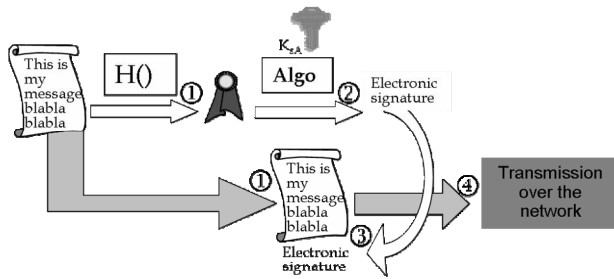 This is
my
message
blabla
blabla
H()
①
KsA
Algo
②
Electronic
signature
①
This is
my
message
blabla
blabla
③
Electronic
signature
④
Transmission
over the
network